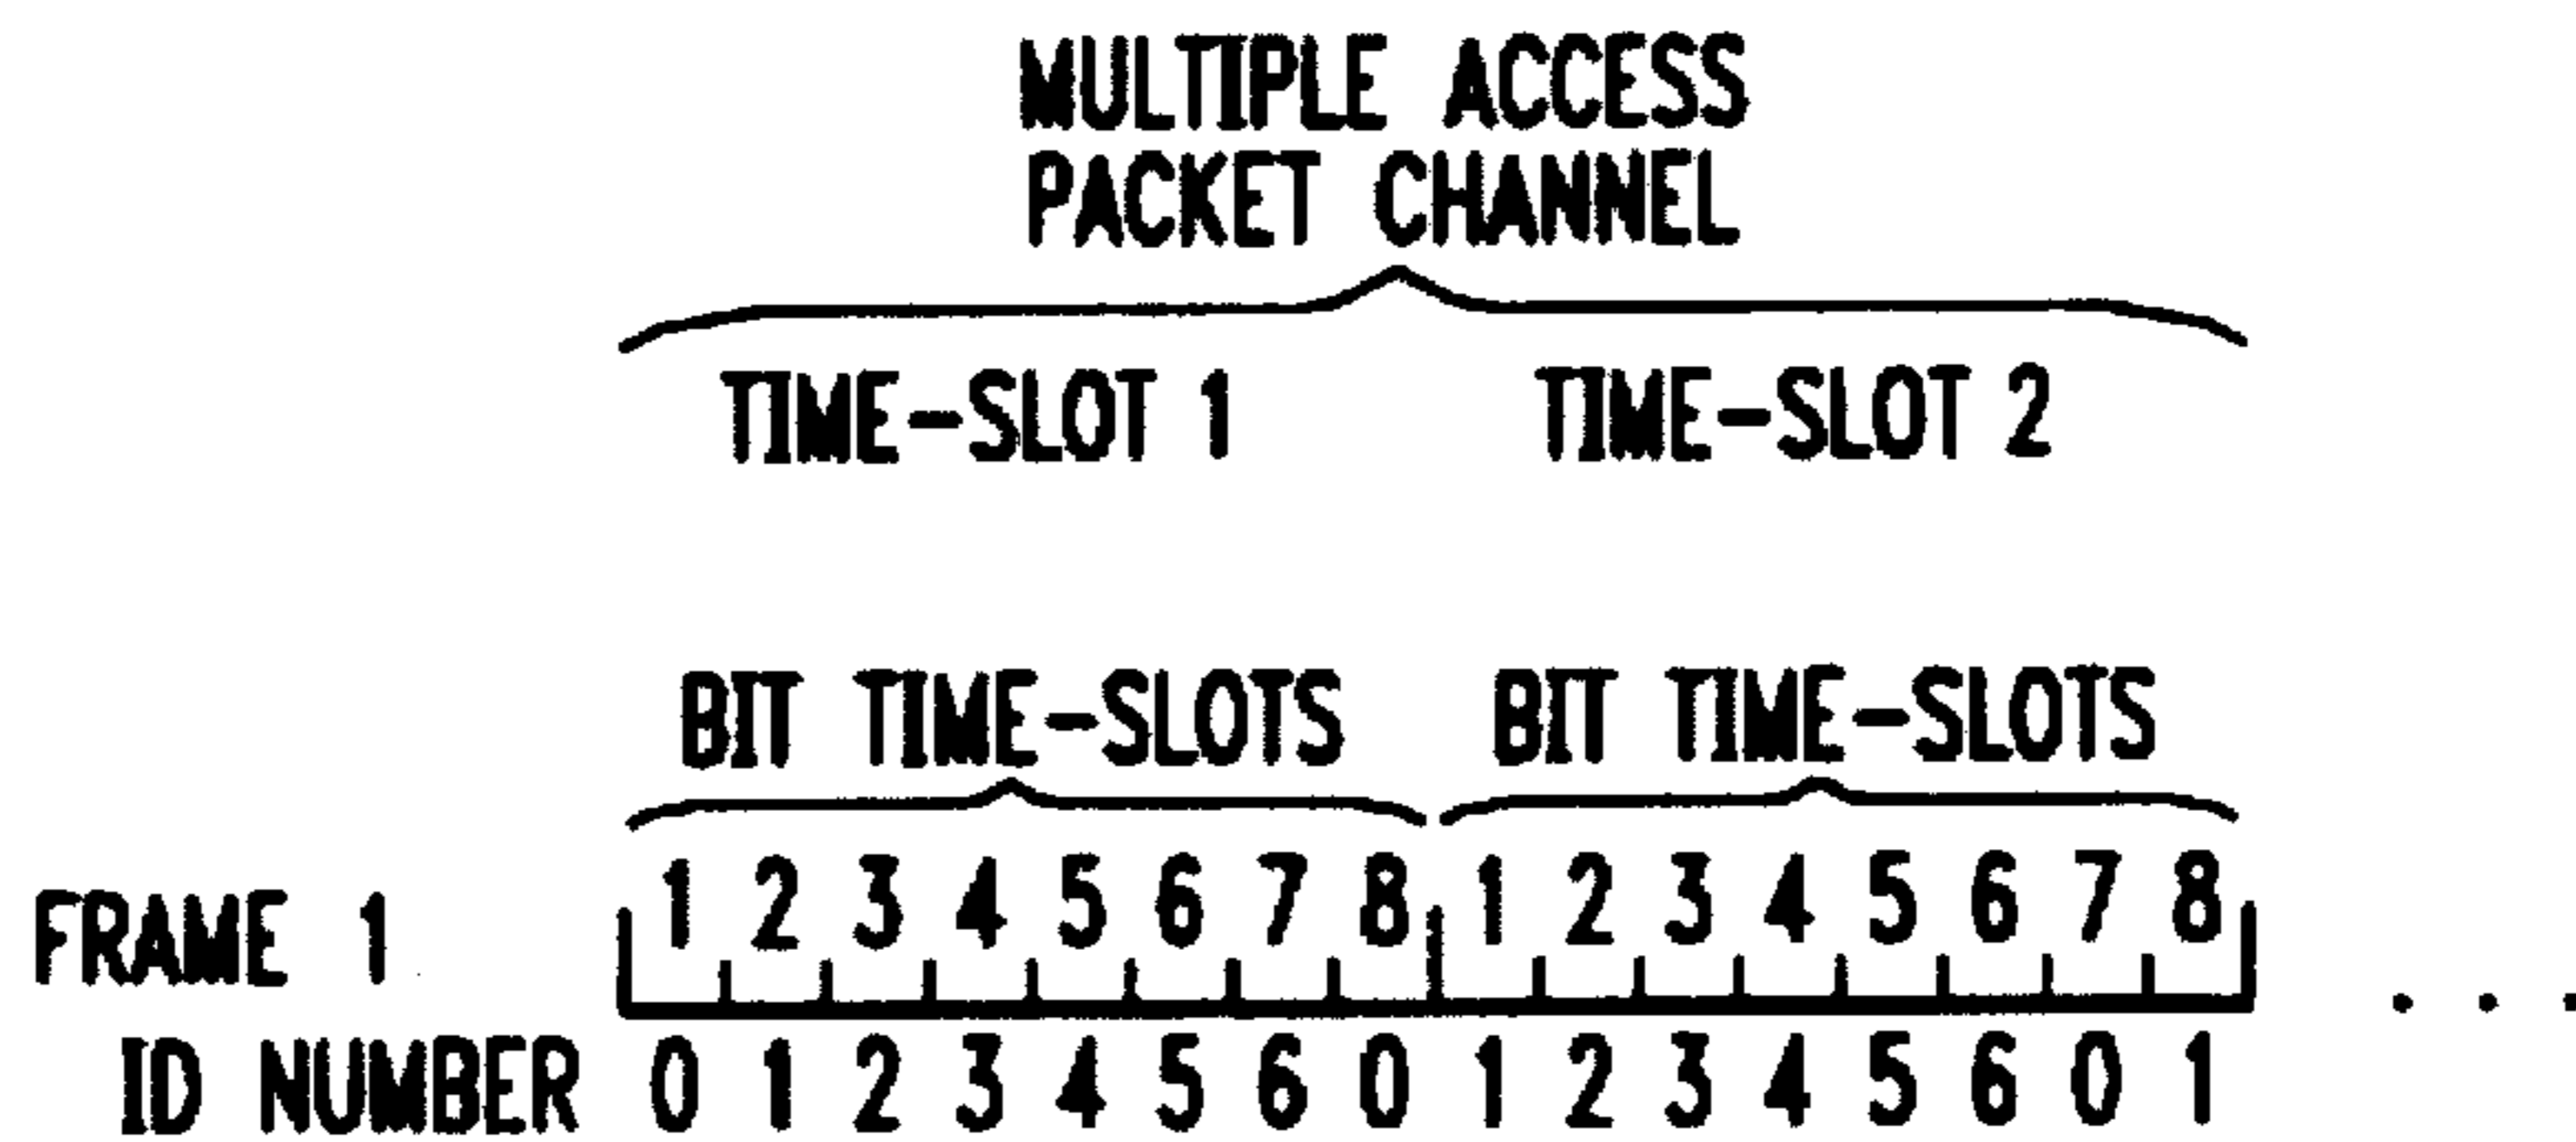 MULTIPLE ACCESS
PACKET CHANNEL
TIME-SLOT 1 TIME-SLOT 2
BIT TIME-SLOTS BIT TIME-SLOTS
FRAME 1 1 2 3 4 5 6 7 8 1 2 3 4 5 6 7 8 . . .
ID NUMBER 0 1 2 3 4 5 6 0 1 2 3 4 5 6 0 1